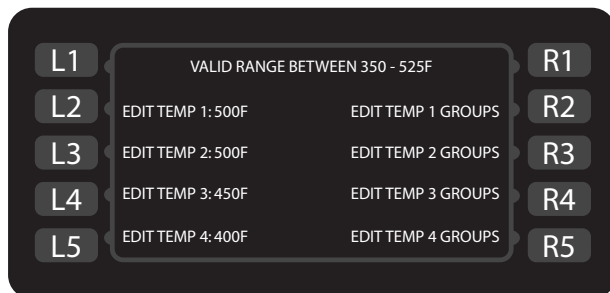 L1 VALID RANGE BETWEEN 350 - 525F R1
L2 EDIT TEMP 1: 500F EDIT TEMP 1 GROUPS R2
L3 EDIT TEMP 2: 500F EDIT TEMP 2 GROUPS R3
L4 EDIT TEMP 3: 450F EDIT TEMP 3 GROUPS R4
L5 EDIT TEMP 4: 400F EDIT TEMP 4 GROUPS R5